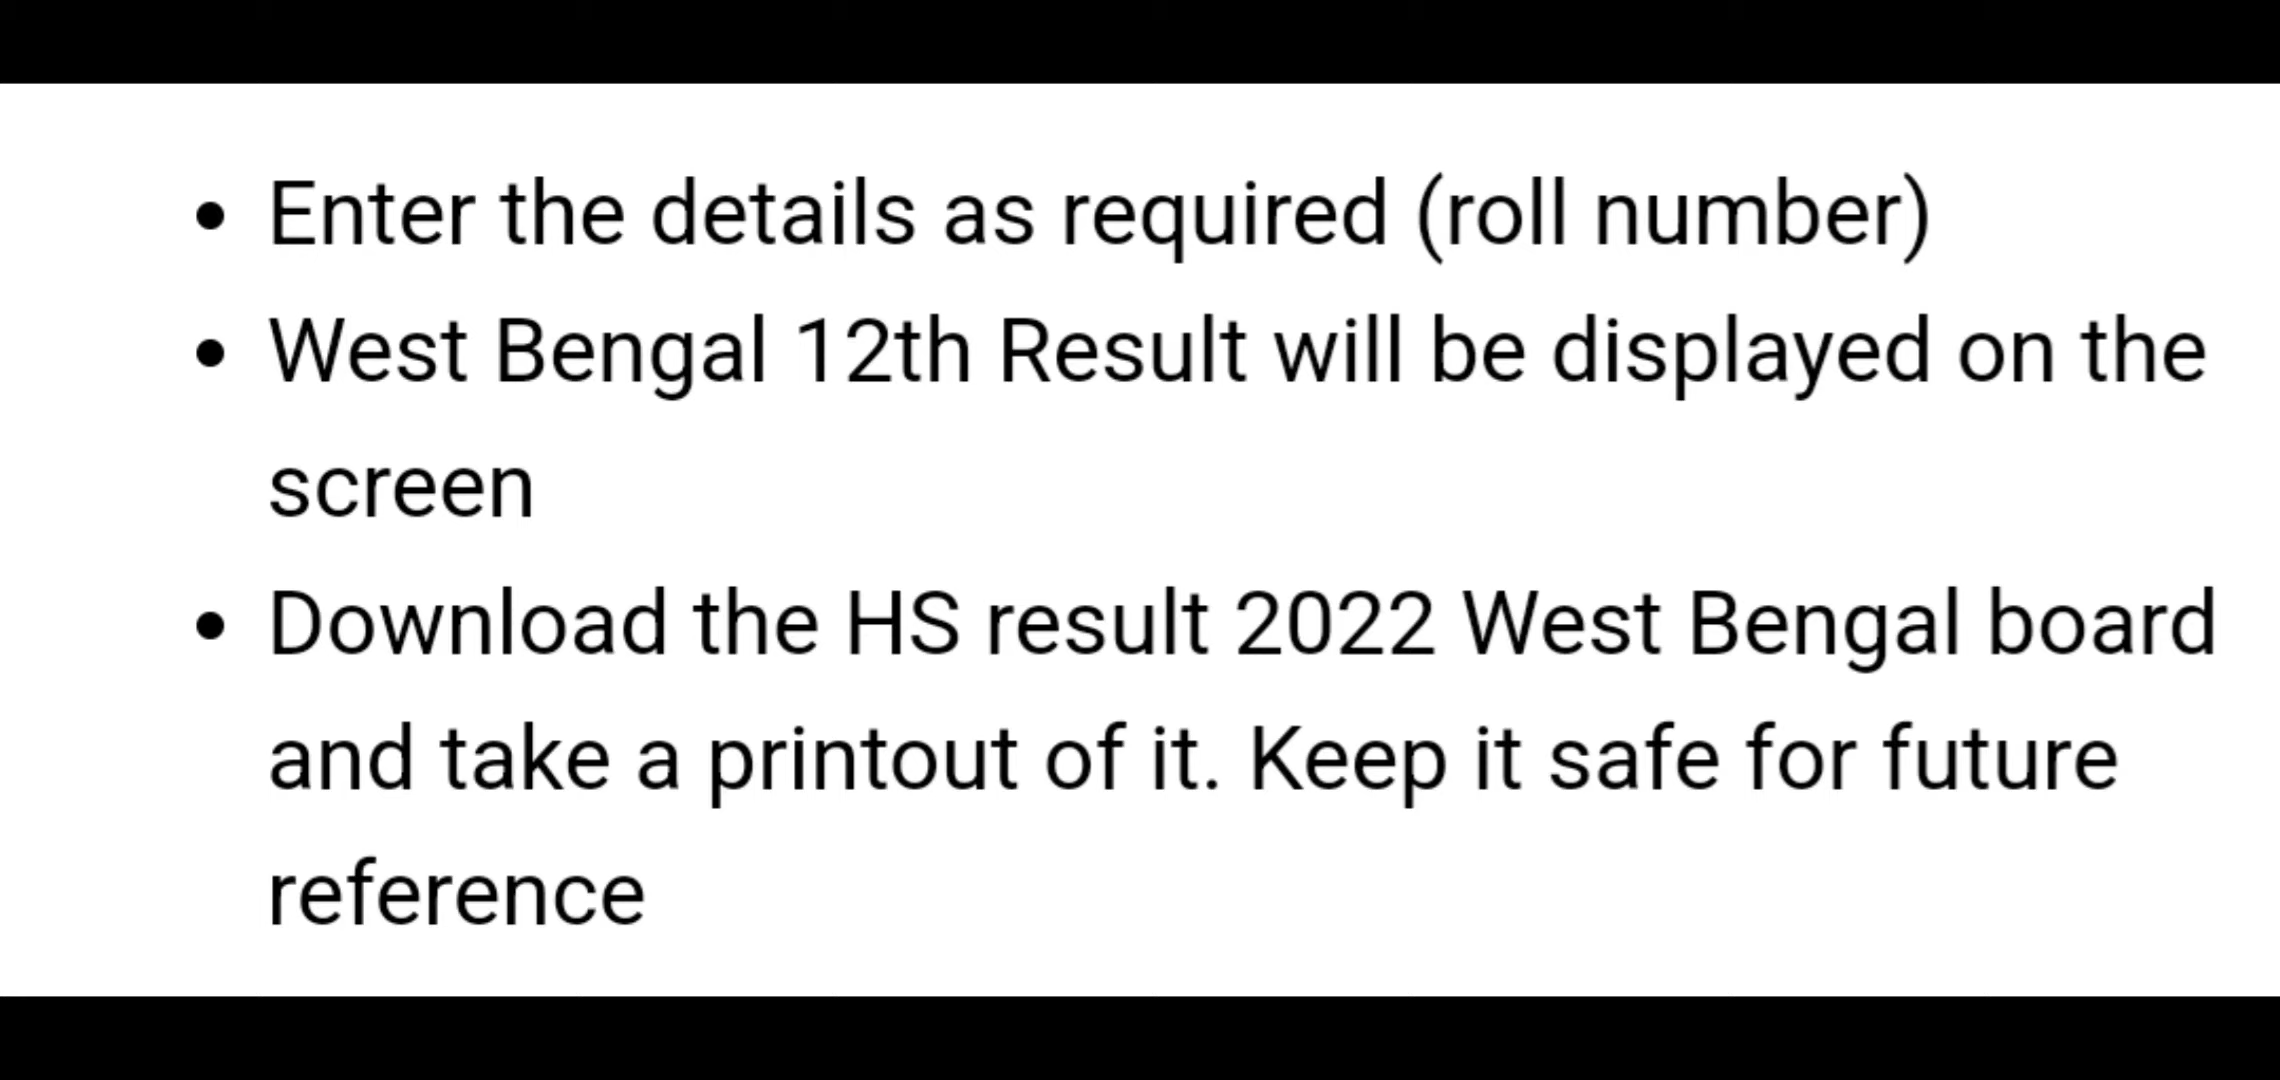 • Enter the details as required (roll number)
• West Bengal 12th Result will be displayed on the
screen
• Download the HS result 2022 West Bengal board
and take a printout of it. Keep it safe for future
reference